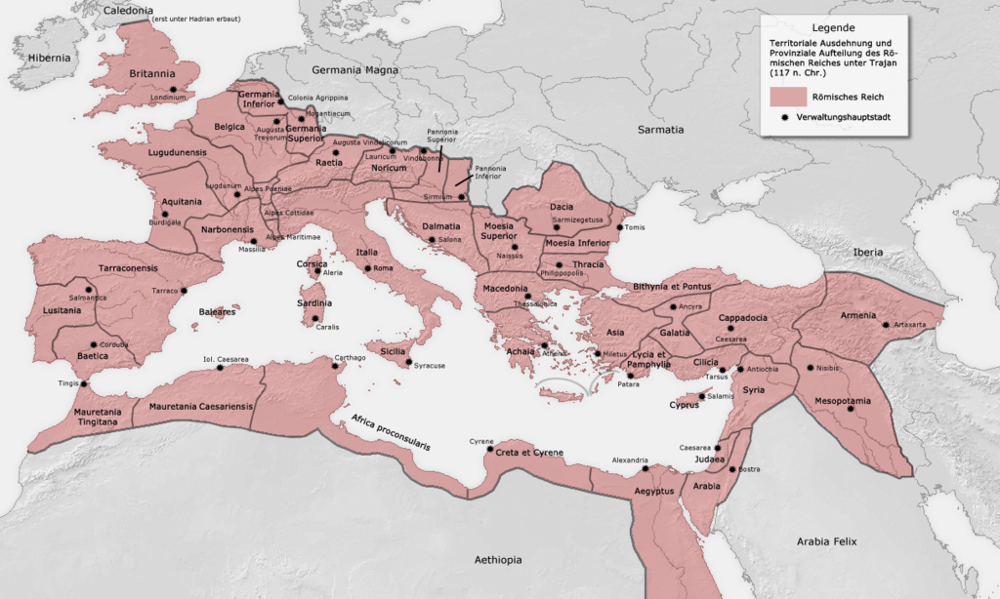 Caledonia
(erst unter Hadrian erbaut)
Hibernia
Britannia
Londinium
Germania Magna
Sarmatia
Legende
Territoriale Ausdehnung und
Provinziale Aufteilung des Rö-
mischen Reiches unter Trajan
(117 n. Chr.)
Römisches Reich
Verwaltungshauptstadt
Germania
Inferior
Colonia Agrippina
Mogantiacum
Belgica
Augusta
Trevorum
Germania
Superior
Lugudunensis
Augusta Vindelicorum
Raetia
Lauricum
Noricum
Vindobonna
Pannonia
Superior
Pannonia
Inferior
Sirmium
Lugdunum
Alpes Poeniae
Aquitania
Burdigale
Alpes Cottidae
Narbonensis
Alpes Maritimae
Massilia
Dalmatia
Salona
Moesia
Superior
Naissus
Dacia
Sarmizegetusa
Tomis
Moesia Inferior
Thracia
Philippopolis
Iberia
Italia
Roma
Corsica
Aleria
Sardinia
Caralis
Tarraconensis
Salmantica
Tarraco
Lusitania
Corduba
Baetica
Baleares
Macedonia
Thessalonica
Bithynia et Pontus
Ancyra
Galatia
Cappadocia
Caesarea
Armenia
Artaxarta
Asia
Achaia
Athens
Miletus
Lycia et
Pamphylia
Patara
Cilicia
Tarsus
Antiochia
Nisibis
Syria
Mesopotamia
Cyprus
Salamis
Sicilia
Syracuse
Carthago
Iol. Caesarea
Tingis
Mauretania
Tingitana
Mauretania Caesariensis
Africa proconsularis
Cyrene
Creta et Cyrene
Alexandria
Caesarea
Judaea
Bostra
Arabia
Aegyptus
Arabia Felix
Aethiopia